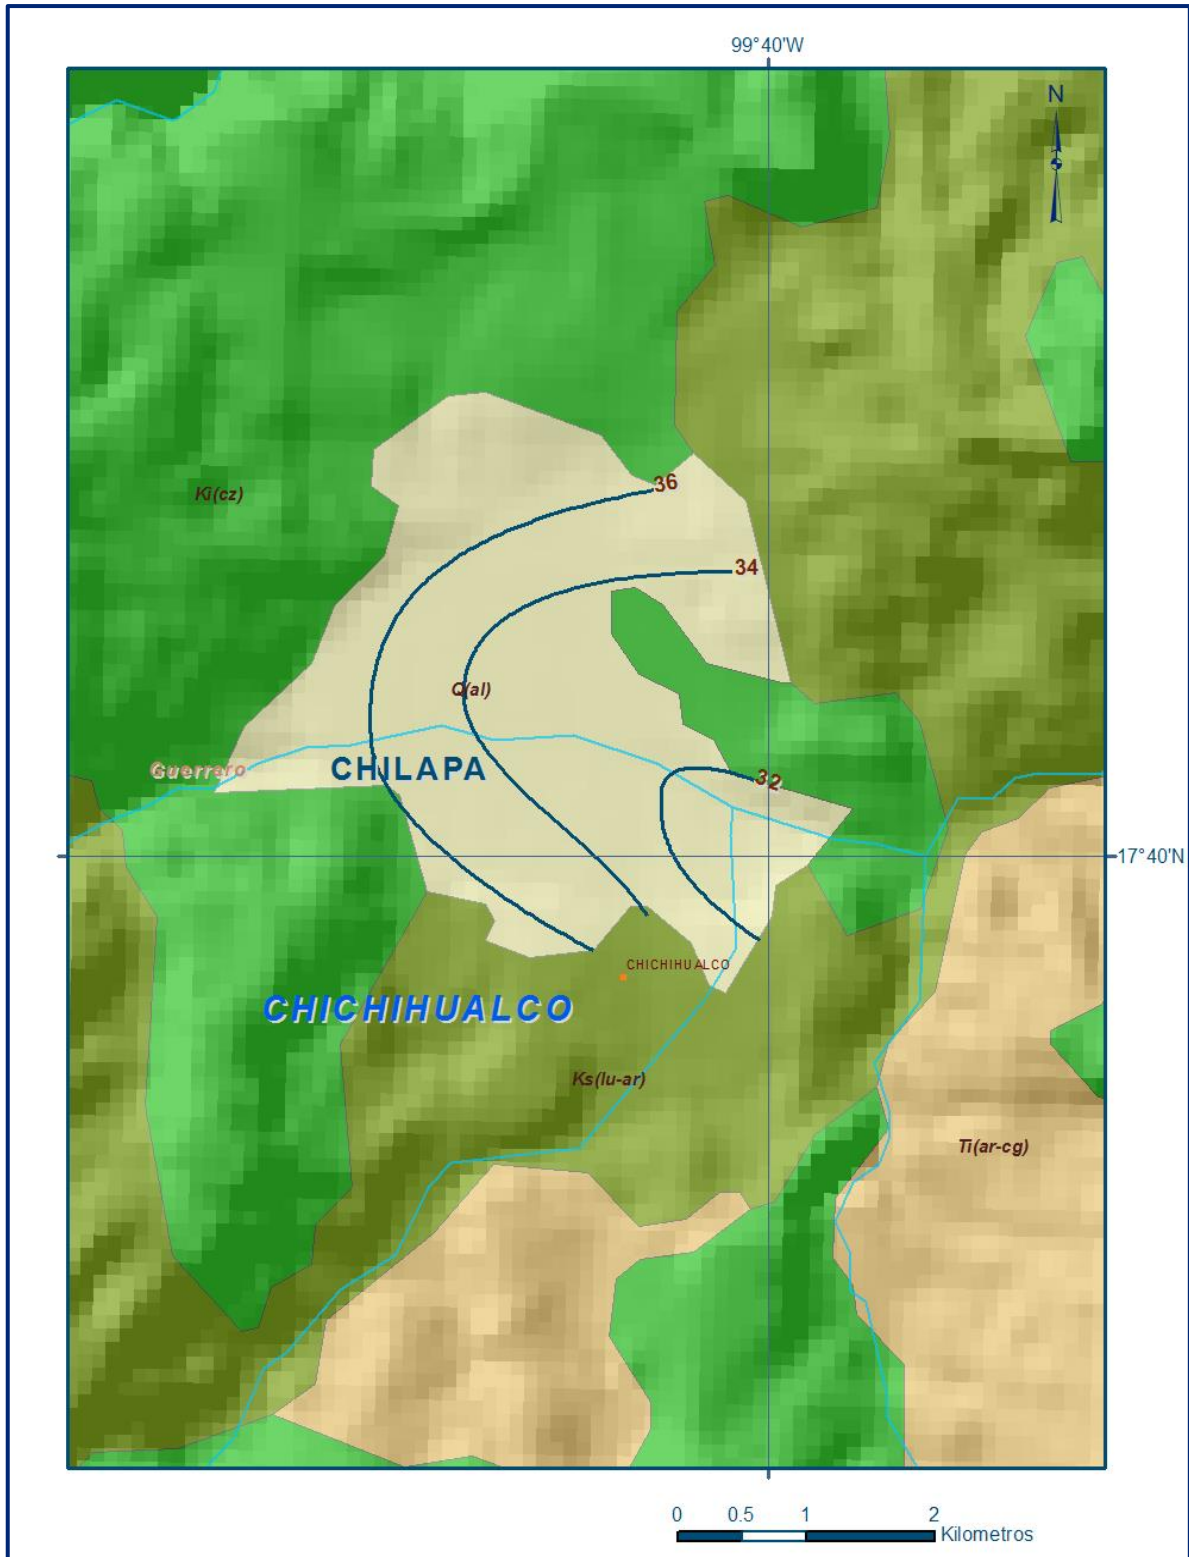 99°40'W
N
36
Ki(cz)
34
Q(al)
Guerrero
CHILAPA
32
17°40'N
CHICHIHUALCO
CHICHIHUALCO
Ks(lu-ar)
Ti(ar-cg)
0 0.5 1 2
Kilometros